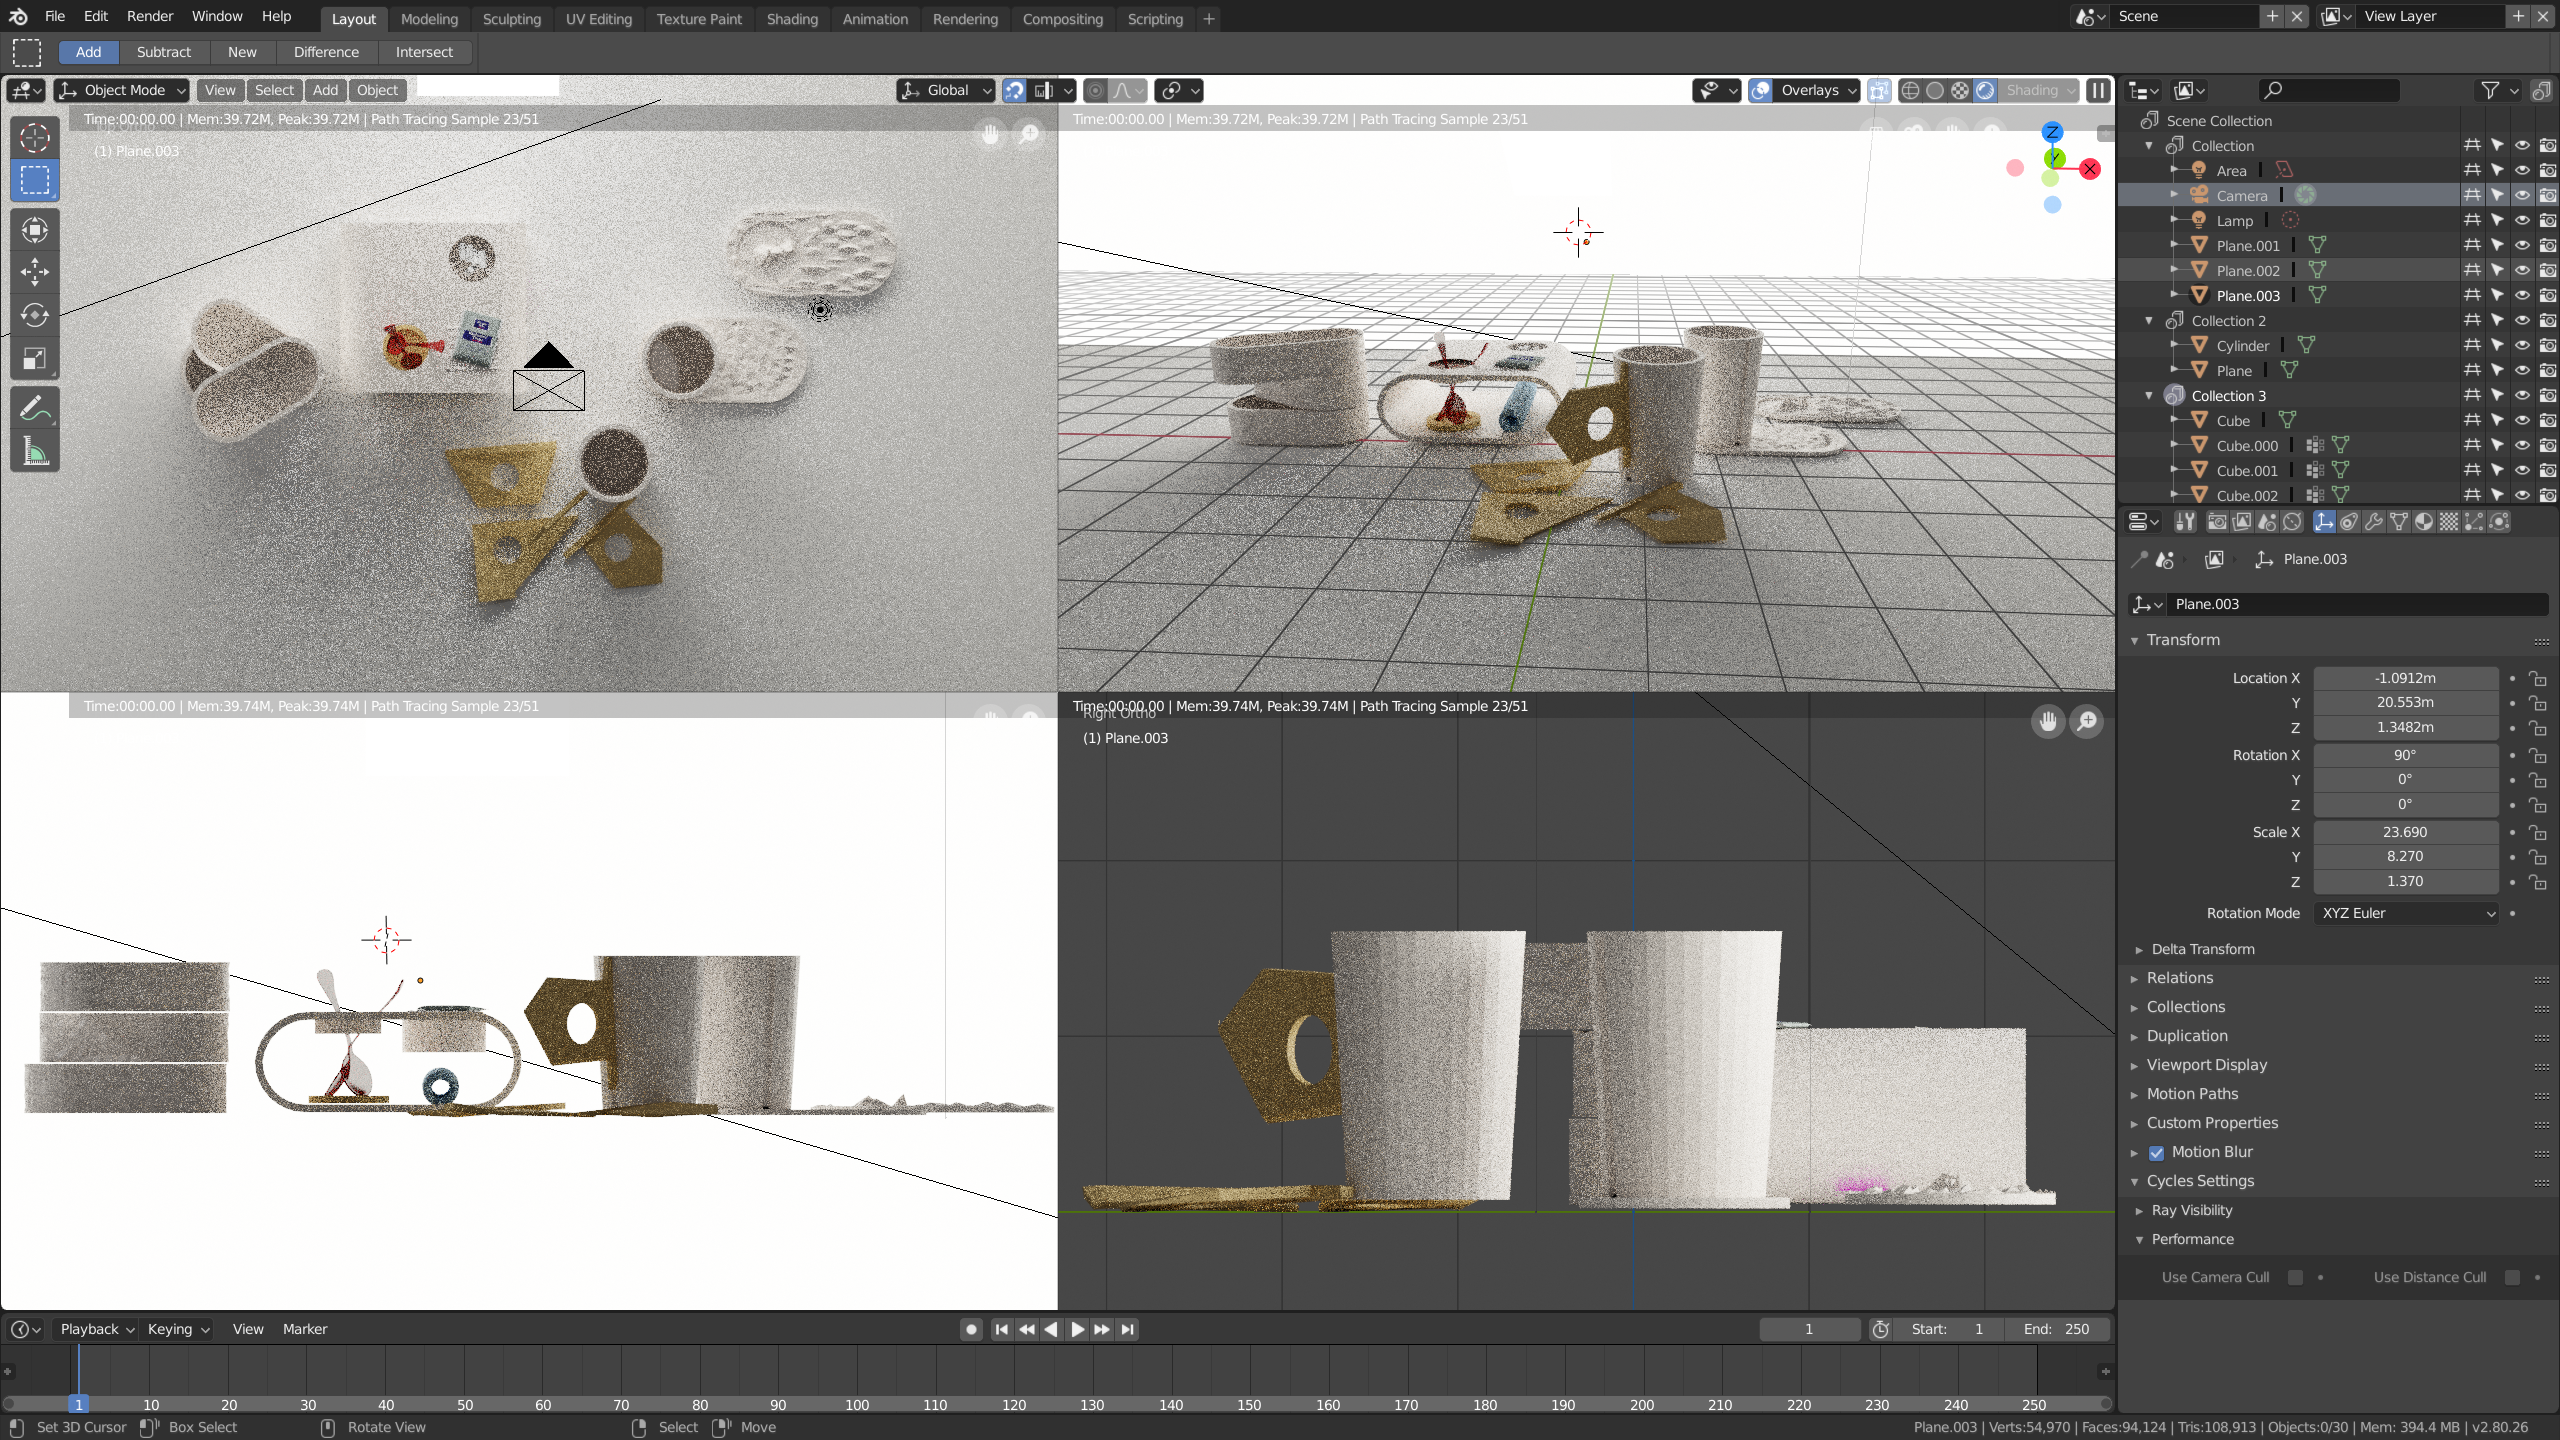 File Edit Render Window Help Layout Modeling Sculpting UV Editing Texture Paint Shading Animation Rendering Compositing Scripting + Scene View Layer
Add Subtract New Difference Intersect
Object Mode View Select Add Object Global Overlays Shading
Time:00:00.00 | Mem:39.72M, Peak:39.72M | Path Tracing Sample 23/51
(1) Plane.003
Time:00:00.00 | Mem:39.72M, Peak:39.72M | Path Tracing Sample 23/51
Z
Y
X
Time:00:00.00 | Mem:39.74M, Peak:39.74M | Path Tracing Sample 23/51
Time:00:00.00 | Mem:39.74M, Peak:39.74M | Path Tracing Sample 23/51
Right Ortho
(1) Plane.003
Scene Collection
Collection
Area
Camera
Lamp
Plane.001
Plane.002
Plane.003
Collection 2
Cylinder
Plane
Collection 3
Cube
Cube.000
Cube.001
Cube.002
Plane.003
Plane.003
Transform
Location X -1.0912m
Y 20.553m
Z 1.3482m
Rotation X 90°
Y 0°
Z 0°
Scale X 23.690
Y 8.270
Z 1.370
Rotation Mode XYZ Euler
Delta Transform
Relations
Collections
Duplication
Viewport Display
Motion Paths
Custom Properties
Motion Blur
Cycles Settings
Ray Visibility
Performance
Use Camera Cull Use Distance Cull
Playback Keying View Marker 1 Start: 1 End: 250
1 10 20 30 40 50 60 70 80 90 100 110 120 130 140 150 160 170 180 190 200 210 220 230 240 250
Set 3D Cursor Box Select Rotate View Select Move Plane.003 | Verts:54,970 | Faces:94,124 | Tris:108,913 | Objects:0/30 | Mem: 394.4 MB | v2.80.26